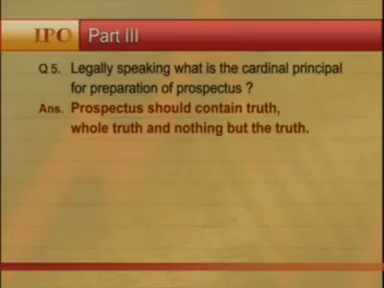 IPO Part III
Q 5. Legally speaking what is the cardinal principal
for preparation of prospectus ?
Ans. Prospectus should contain truth,
whole truth and nothing but the truth.